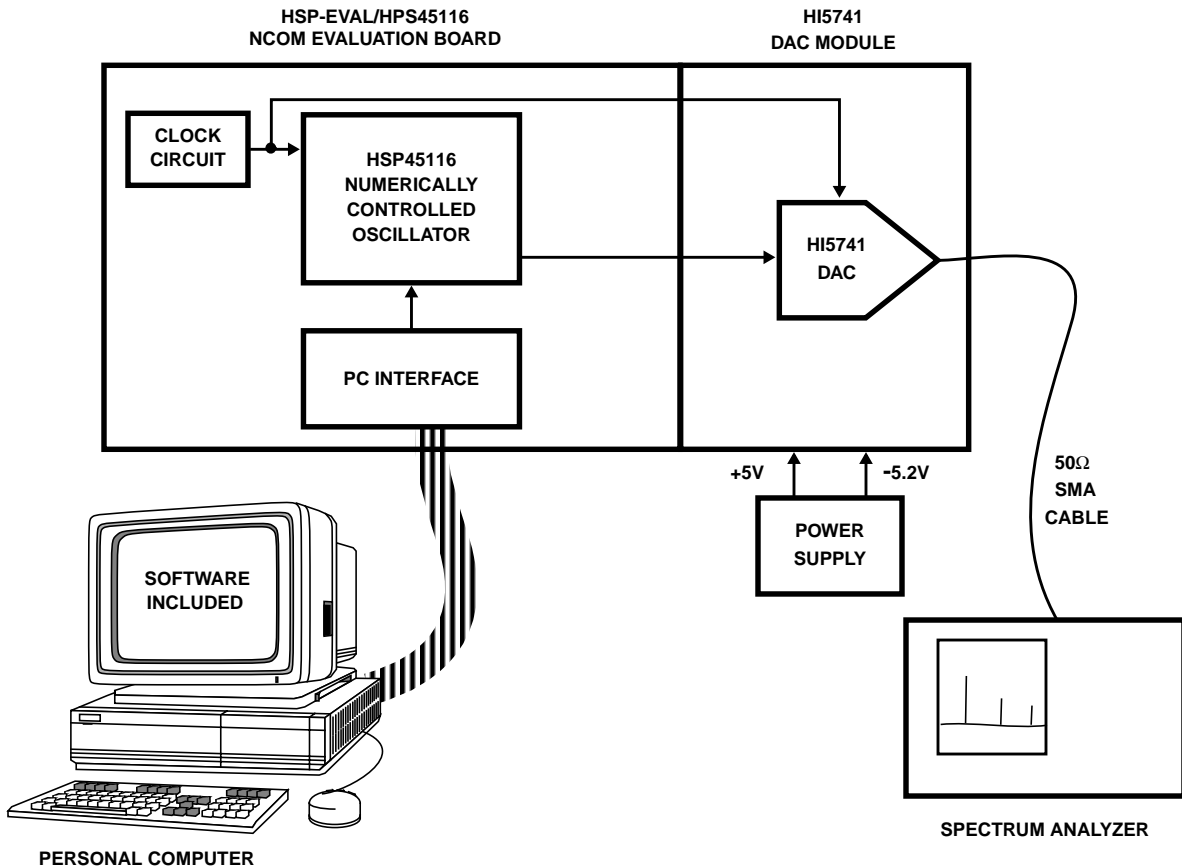 HSP-EVAL/HPS45116
NCOM EVALUATION BOARD
HI5741
DAC MODULE
CLOCK
CIRCUIT
HSP45116
NUMERICALLY
CONTROLLED
OSCILLATOR
HI5741
DAC
PC INTERFACE
+5V
-5.2V
50Ω
SMA
CABLE
POWER
SUPPLY
SOFTWARE
INCLUDED
SPECTRUM ANALYZER
PERSONAL COMPUTER